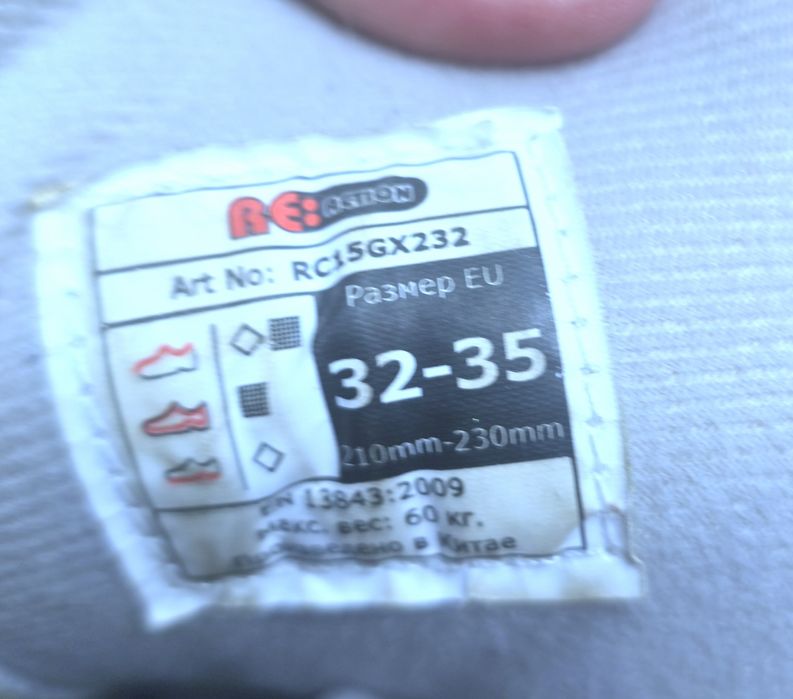 RE:ACTION
Art No: RC15GX232
Размер EU
32-35
210mm-230mm
EN 13843:2009
Макс. вес: 60 кг.
Произведено в Китае